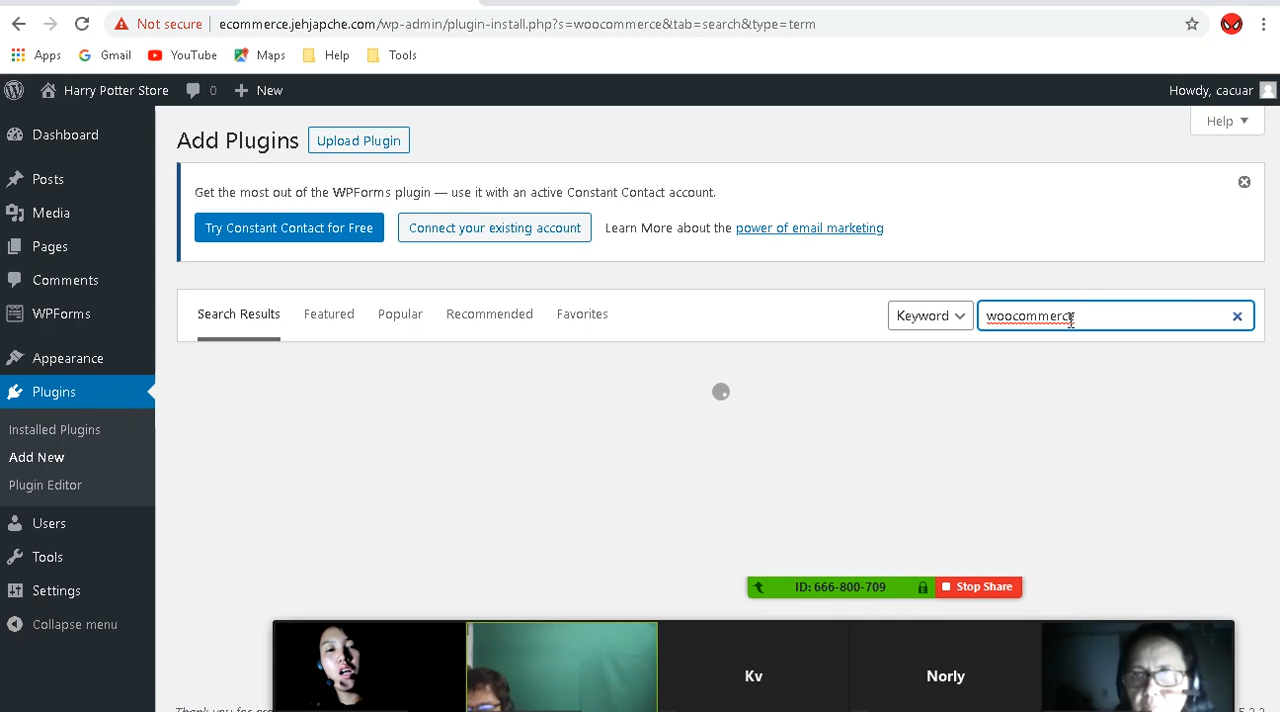 Not secure | ecommerce.jehjapche.com/wp-admin/plugin-install.php?s=woocommerce&tab=search&type=term
Apps Gmail YouTube Maps Help Tools
Harry Potter Store 0 New Howdy, cacuar
Help
Dashboard
Posts
Media
Pages
Comments
WPForms
Appearance
Plugins
Installed Plugins
Add New
Plugin Editor
Users
Tools
Settings
Collapse menu
Add Plugins Upload Plugin
Get the most out of the WPForms plugin — use it with an active Constant Contact account.
Try Constant Contact for Free Connect your existing account Learn More about the power of email marketing
Search Results Featured Popular Recommended Favorites Keyword woocommerce
ID: 666-800-709 Stop Share
Kv Norly